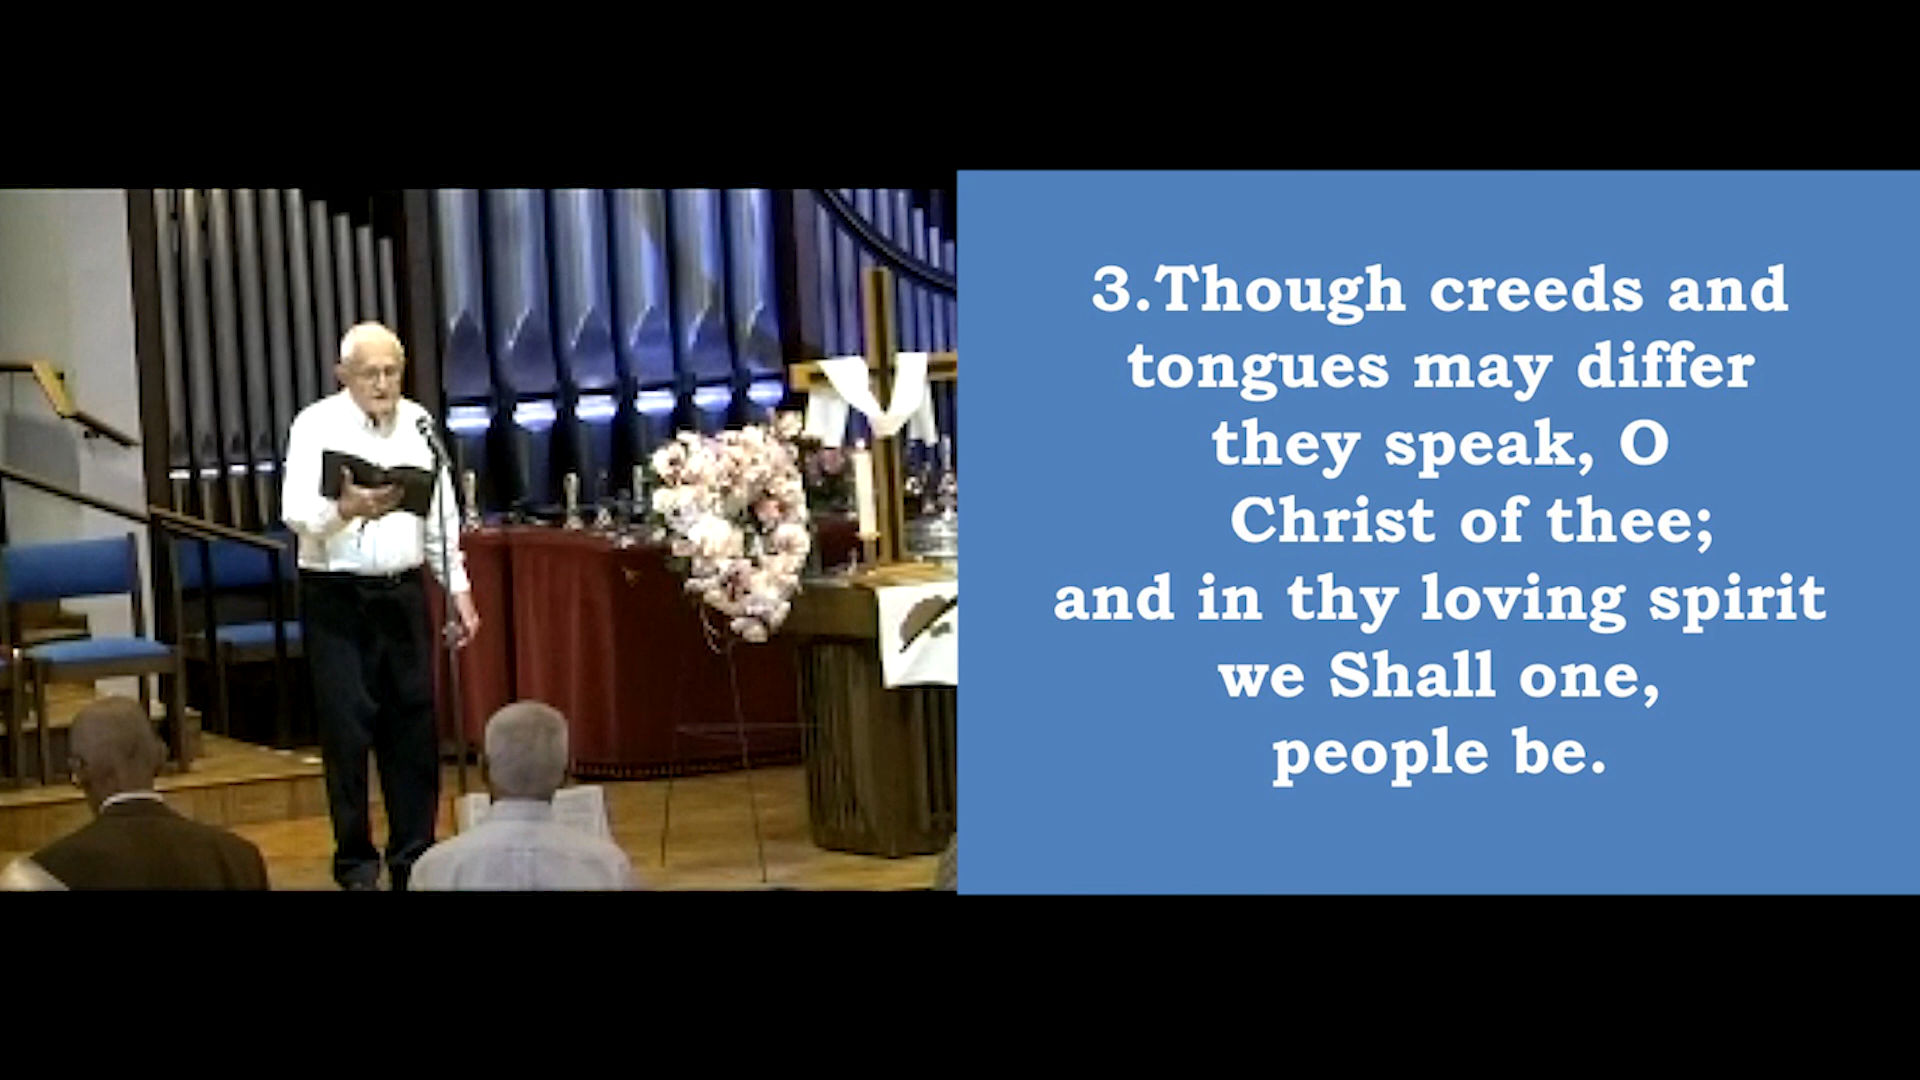 3.Though creeds and
tongues may differ
they speak, O
Christ of thee;
and in thy loving spirit
we Shall one,
people be.